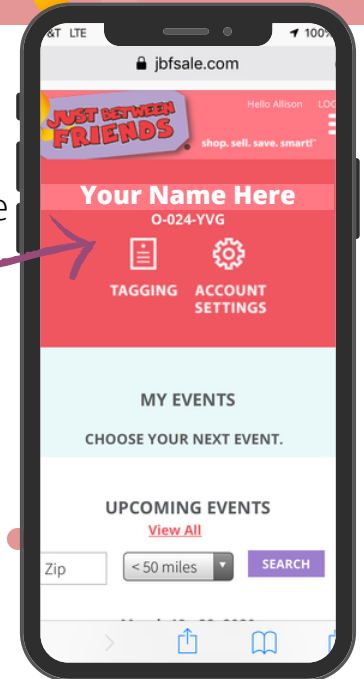 &T LTE 100%
jbfsale.com
Hello Allison LOG
JUST BETWEEN
FRIENDS
shop. sell. save. smart!™
Your Name Here
e
O-024-YVG
TAGGING ACCOUNT
SETTINGS
MY EVENTS
CHOOSE YOUR NEXT EVENT.
UPCOMING EVENTS
View All
Zip < 50 miles SEARCH